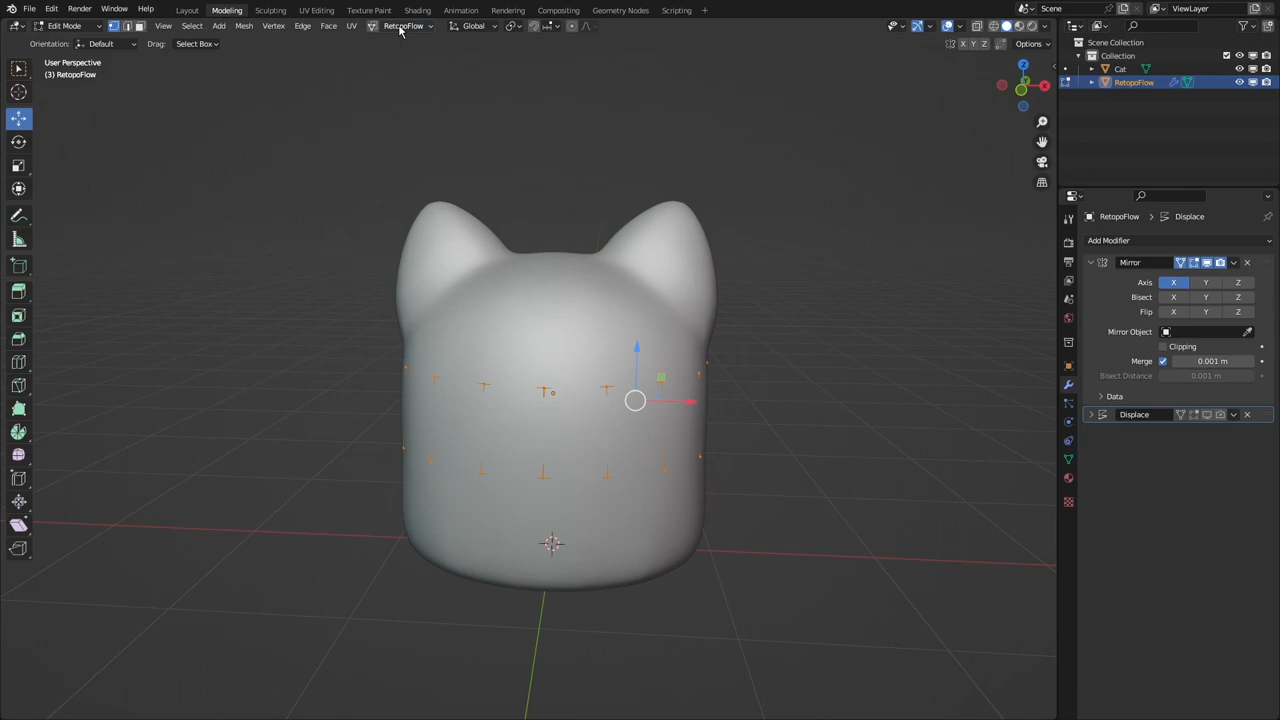 File Edit Render Window Help Layout Modeling Sculpting UV Editing Texture Paint Shading Animation Rendering Compositing Geometry Nodes Scripting Scene ViewLayer
Edit Mode View Select Add Mesh Vertex Edge Face UV RetopoFlow Global
Orientation: Default Drag: Select Box X Y Z Options
User Perspective
(3) RetopoFlow
Z
Y
X
Scene Collection
Collection
Cat
RetopoFlow
RetopoFlow > Displace
Add Modifier
Mirror
Axis X Y Z
Bisect X Y Z
Flip X Y Z
Mirror Object
Clipping
Merge 0.001 m
Bisect Distance 0.001 m
Data
Displace